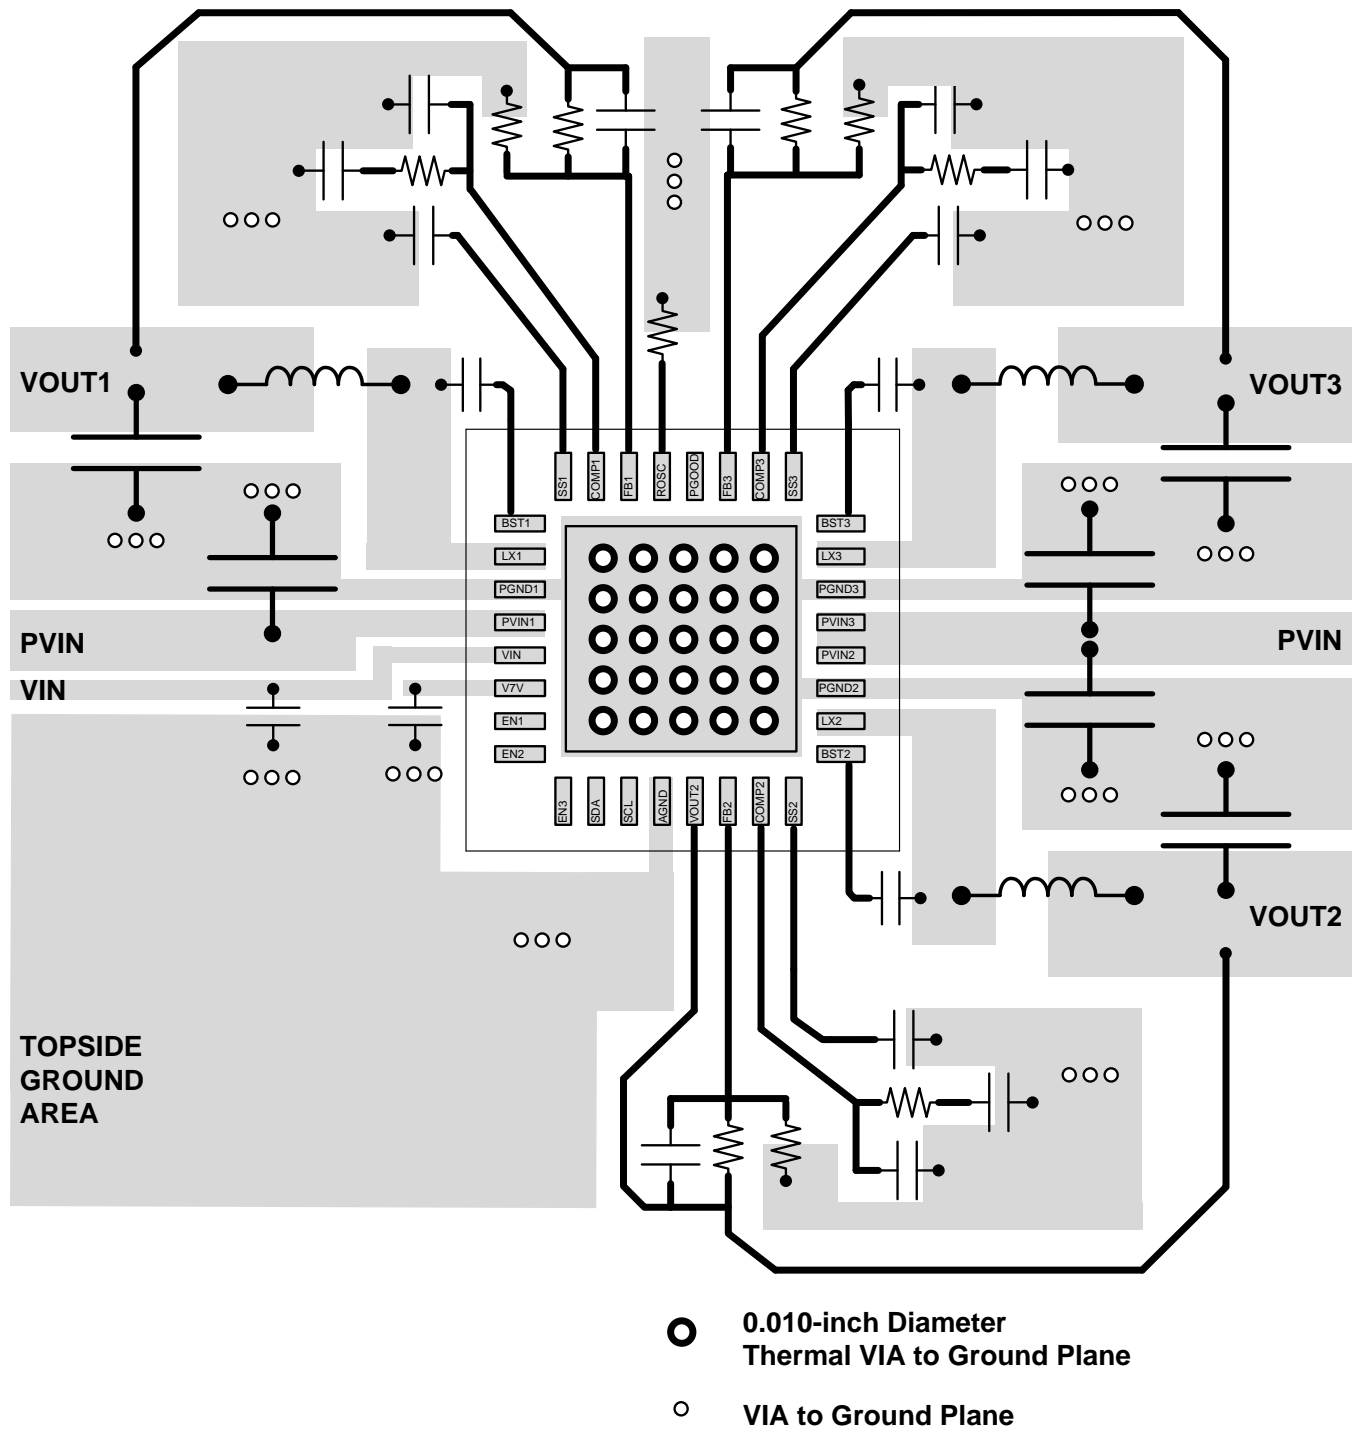 VOUT1
VOUT3
SS1
COMP1
FB1
ROSC
PGOOD
FB3
COMP3
SS3
BST1
BST3
LX1
LX3
PGND1
PGND3
PVIN1
PVIN3
PVIN
PVIN
VIN
PVIN2
VIN
V7V
PGND2
EN1
LX2
EN2
BST2
EN3
SDA
SCL
AGND
VOUT2
FB2
COMP2
SS2
VOUT2
TOPSIDE
GROUND
AREA
0.010-inch Diameter
Thermal VIA to Ground Plane
VIA to Ground Plane